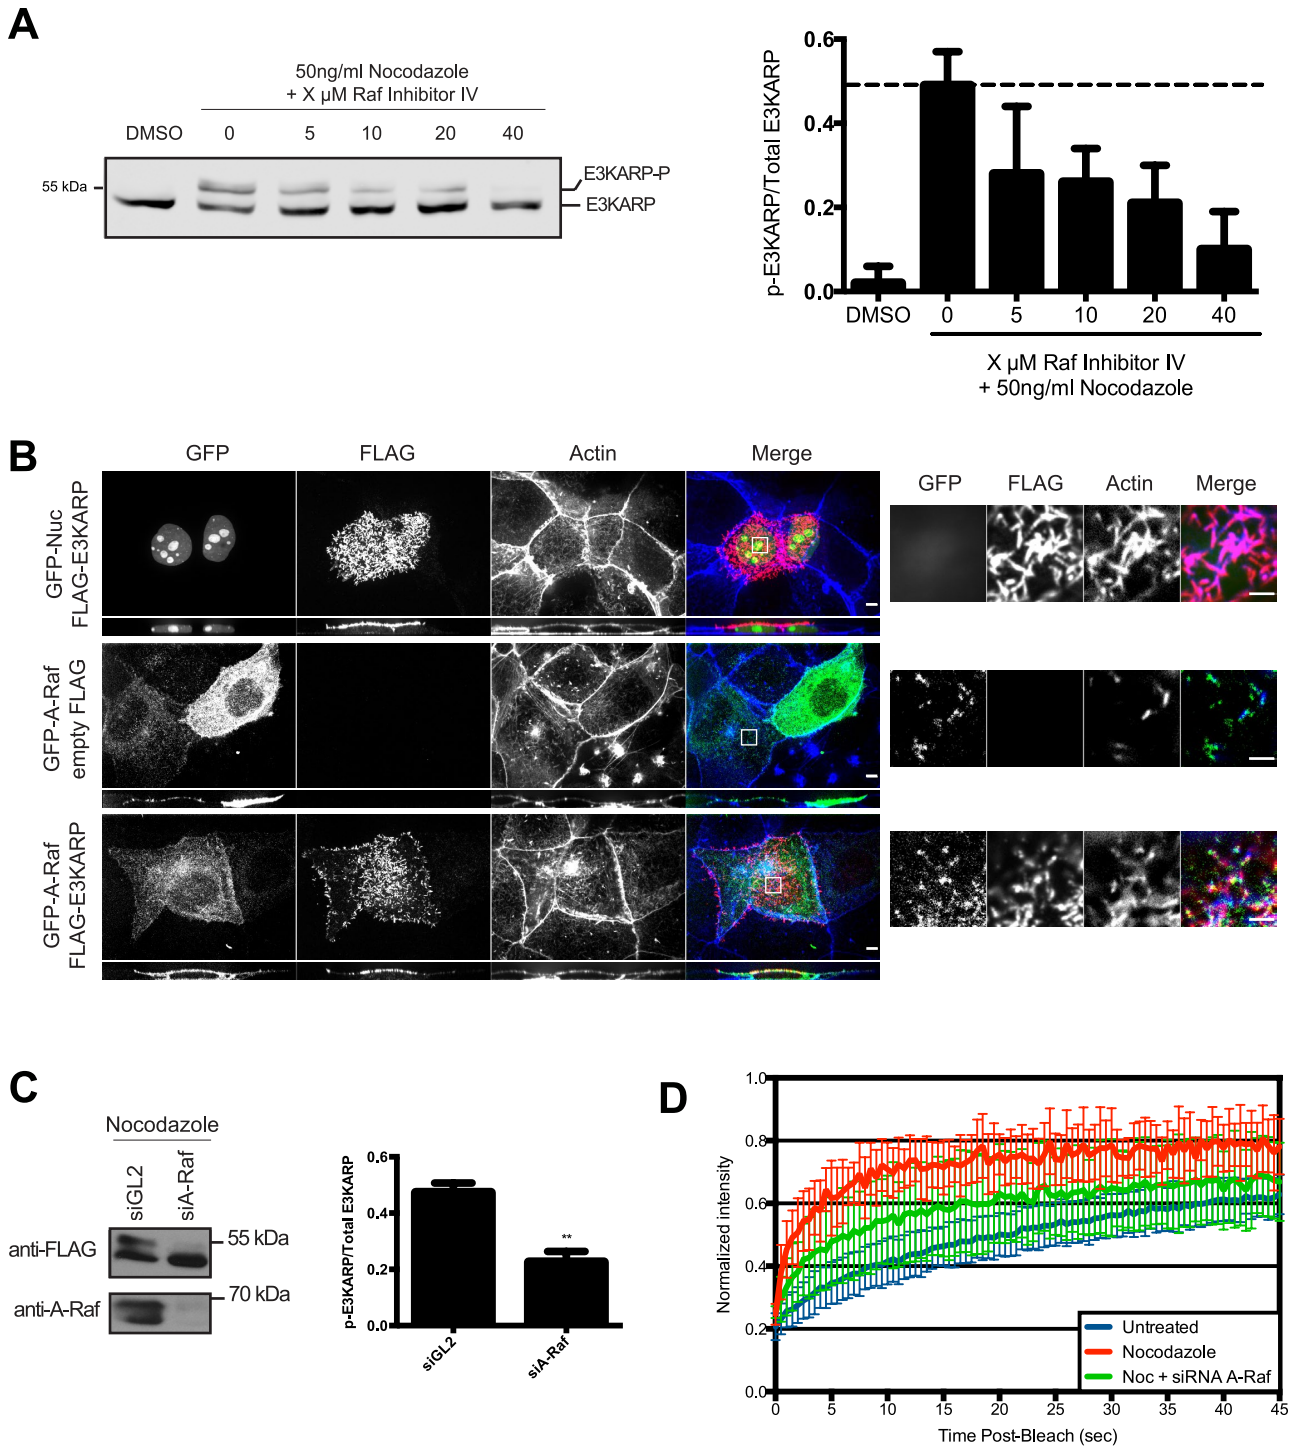 A
50ng/ml Nocodazole
+ X µM Raf Inhibitor IV
DMSO 0 5 10 20 40
55 kDa
E3KARP-P
E3KARP
p-E3KARP/Total E3KARP
0.6
0.4
0.2
0.0
DMSO 0 5 10 20 40
X µM Raf Inhibitor IV
+ 50ng/ml Nocodazole
B
GFP FLAG Actin Merge
GFP FLAG Actin Merge
GFP-Nuc
FLAG-E3KARP
GFP-A-Raf
empty FLAG
GFP-A-Raf
FLAG-E3KARP
C
Nocodazole
siGL2 siA-Raf
anti-FLAG
55 kDa
anti-A-Raf
70 kDa
p-E3KARP/Total E3KARP
0.6
0.4
0.2
0.0
**
siGL2 siA-Raf
D
Normalized intensity
1.0
0.8
0.6
0.4
0.2
0.0
0 5 10 15 20 25 30 35 40 45
Time Post-Bleach (sec)
Untreated
Nocodazole
Noc + siRNA A-Raf